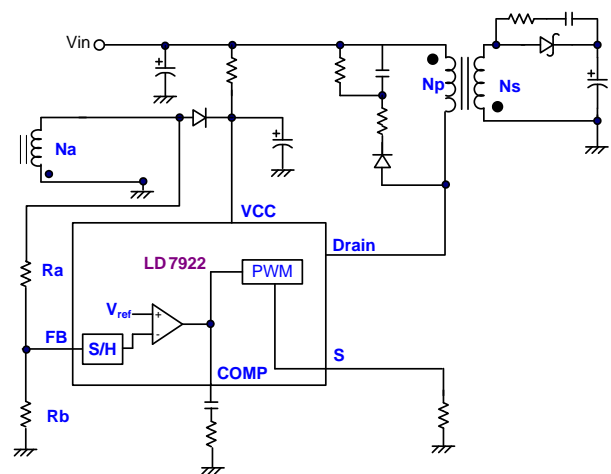 Vin
Np
Ns
Na
VCC
Drain
Ra
LD7922
PWM
Vref
+
-
FB
S/H
S
COMP
Rb